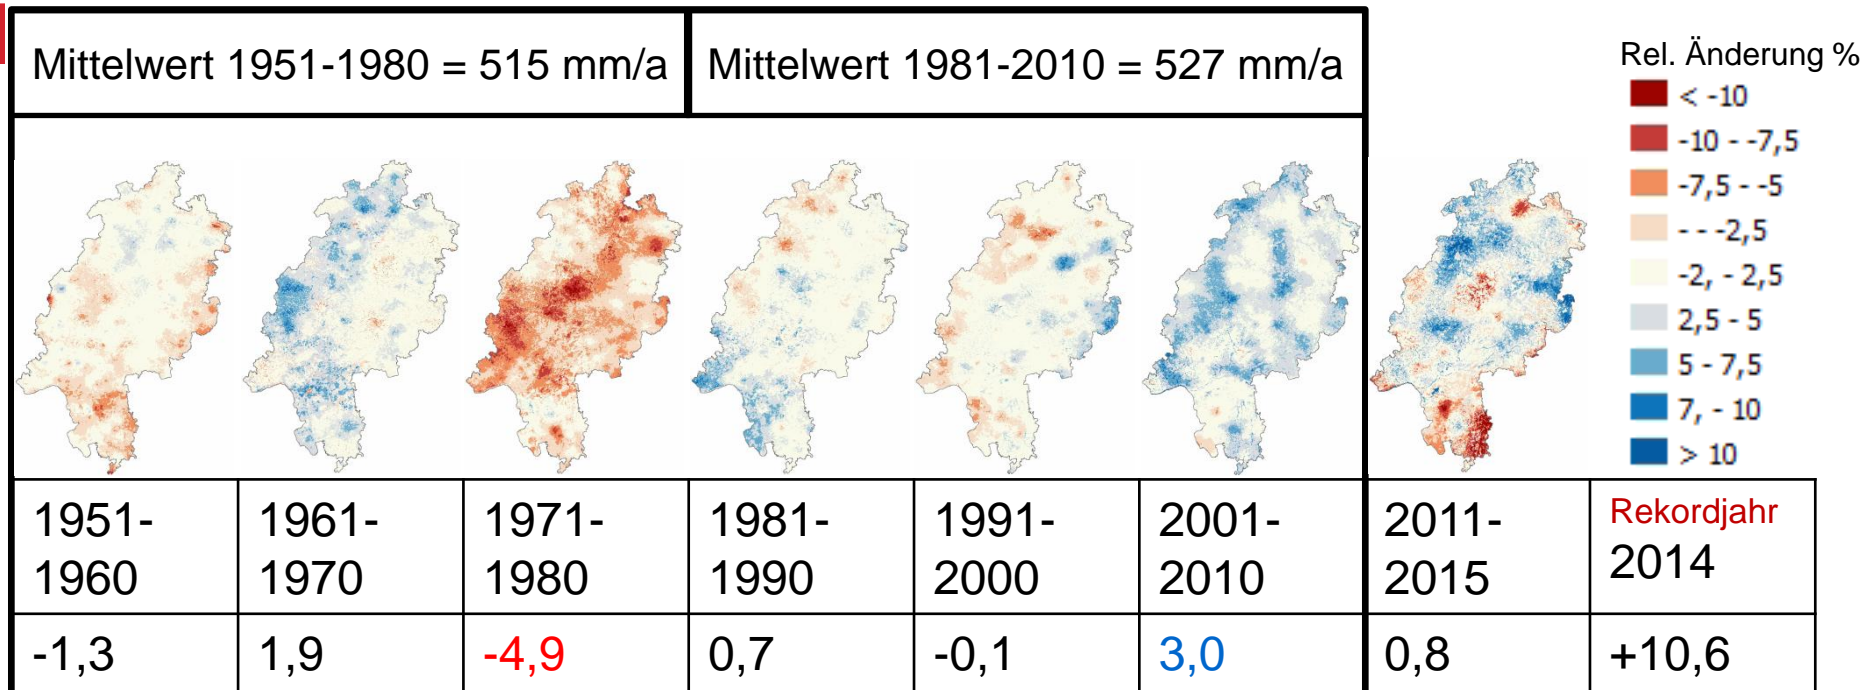 Mittelwert 1951-1980 = 515 mm/a
Mittelwert 1981-2010 = 527 mm/a
Rel. Änderung %
< -10
-10 - -7,5
-7,5 - -5
- - -2,5
-2, - 2,5
2,5 - 5
5 - 7,5
7, - 10
> 10
1951-
1960
1961-
1970
1971-
1980
1981-
1990
1991-
2000
2001-
2010
2011-
2015
Rekordjahr
2014
-1,3
1,9
-4,9
0,7
-0,1
3,0
0,8
+10,6